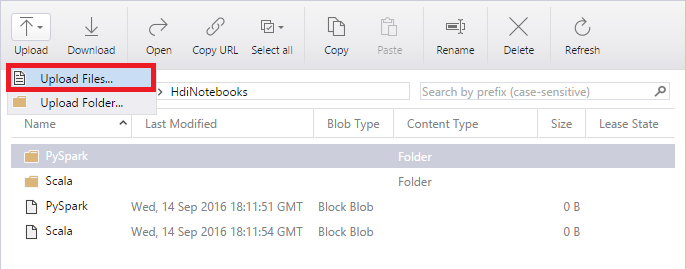 Upload Download Open Copy URL Select all Copy Paste Rename Delete Refresh
Upload Files...
HdiNotebooks Search by prefix (case-sensitive)
Upload Folder...
Name Last Modified Blob Type Content Type Size Lease State
PySpark Folder
Scala Folder
PySpark Wed, 14 Sep 2016 18:11:51 GMT Block Blob 0 B
Scala Wed, 14 Sep 2016 18:11:54 GMT Block Blob 0 B